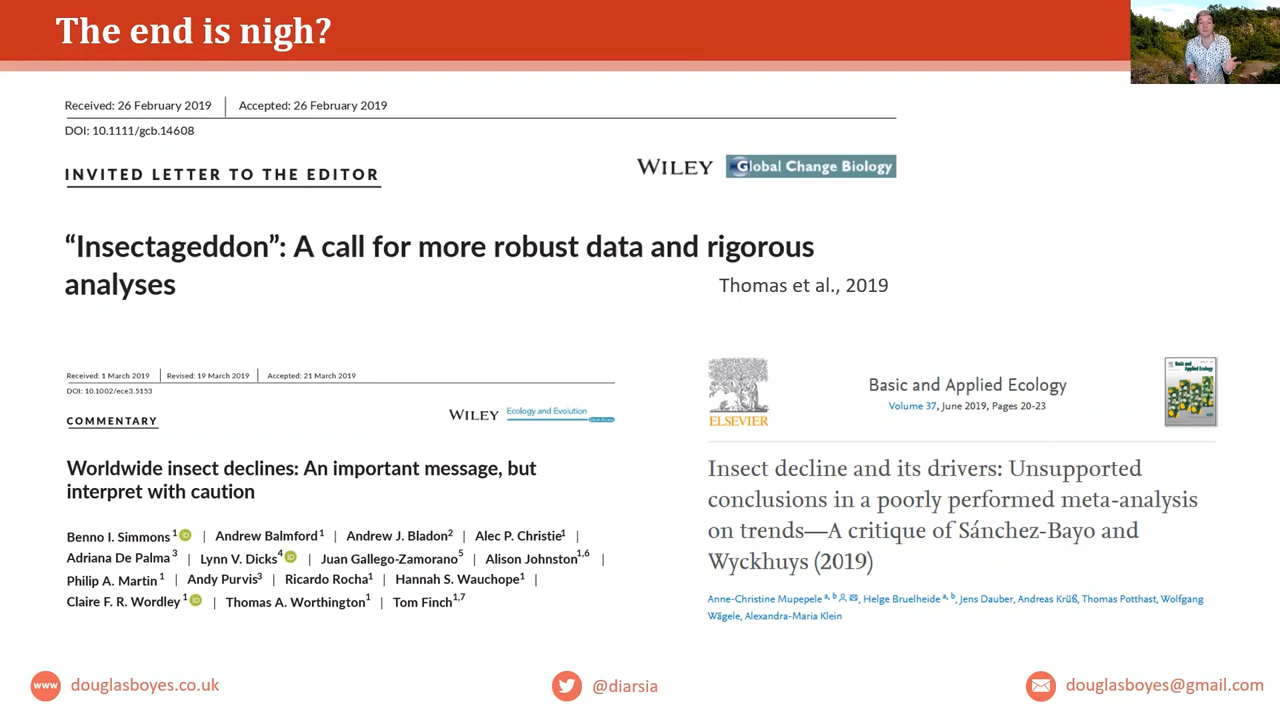 The end is nigh?
Received: 26 February 2019 | Accepted: 26 February 2019
DOI: 10.1111/gcb.14608
INVITED LETTER TO THE EDITOR
WILEY Global Change Biology
“Insectageddon”: A call for more robust data and rigorous
analyses
Thomas et al., 2019
Received: 1 March 2019 | Revised: 19 March 2019 | Accepted: 21 March 2019
DOI: 10.1002/ece3.5153
COMMENTARY
WILEY Ecology and Evolution
Worldwide insect declines: An important message, but
interpret with caution
Benno I. Simmons1 iD | Andrew Balmford1 | Andrew J. Bladon2 | Alec P. Christie1 |
Adriana De Palma3 | Lynn V. Dicks4 iD | Juan Gallego-Zamorano5 | Alison Johnston1,6 |
Philip A. Martin1 | Andy Purvis3 | Ricardo Rocha1 | Hannah S. Wauchope1 |
Claire F. R. Wordley1 iD | Thomas A. Worthington1 | Tom Finch1,7
ELSEVIER
Basic and Applied Ecology
Volume 37, June 2019, Pages 20-23
Basic and Applied Ecology
Insect decline and its drivers: Unsupported
conclusions in a poorly performed meta-analysis
on trends—A critique of Sánchez-Bayo and
Wyckhuys (2019)
Anne-Christine Mupepele a, b, Helge Bruelheide a, b, Jens Dauber, Andreas Krüß, Thomas Potthast, Wolfgang
Wägele, Alexandra-Maria Klein
www douglasboyes.co.uk
@diarsia
douglasboyes@gmail.com